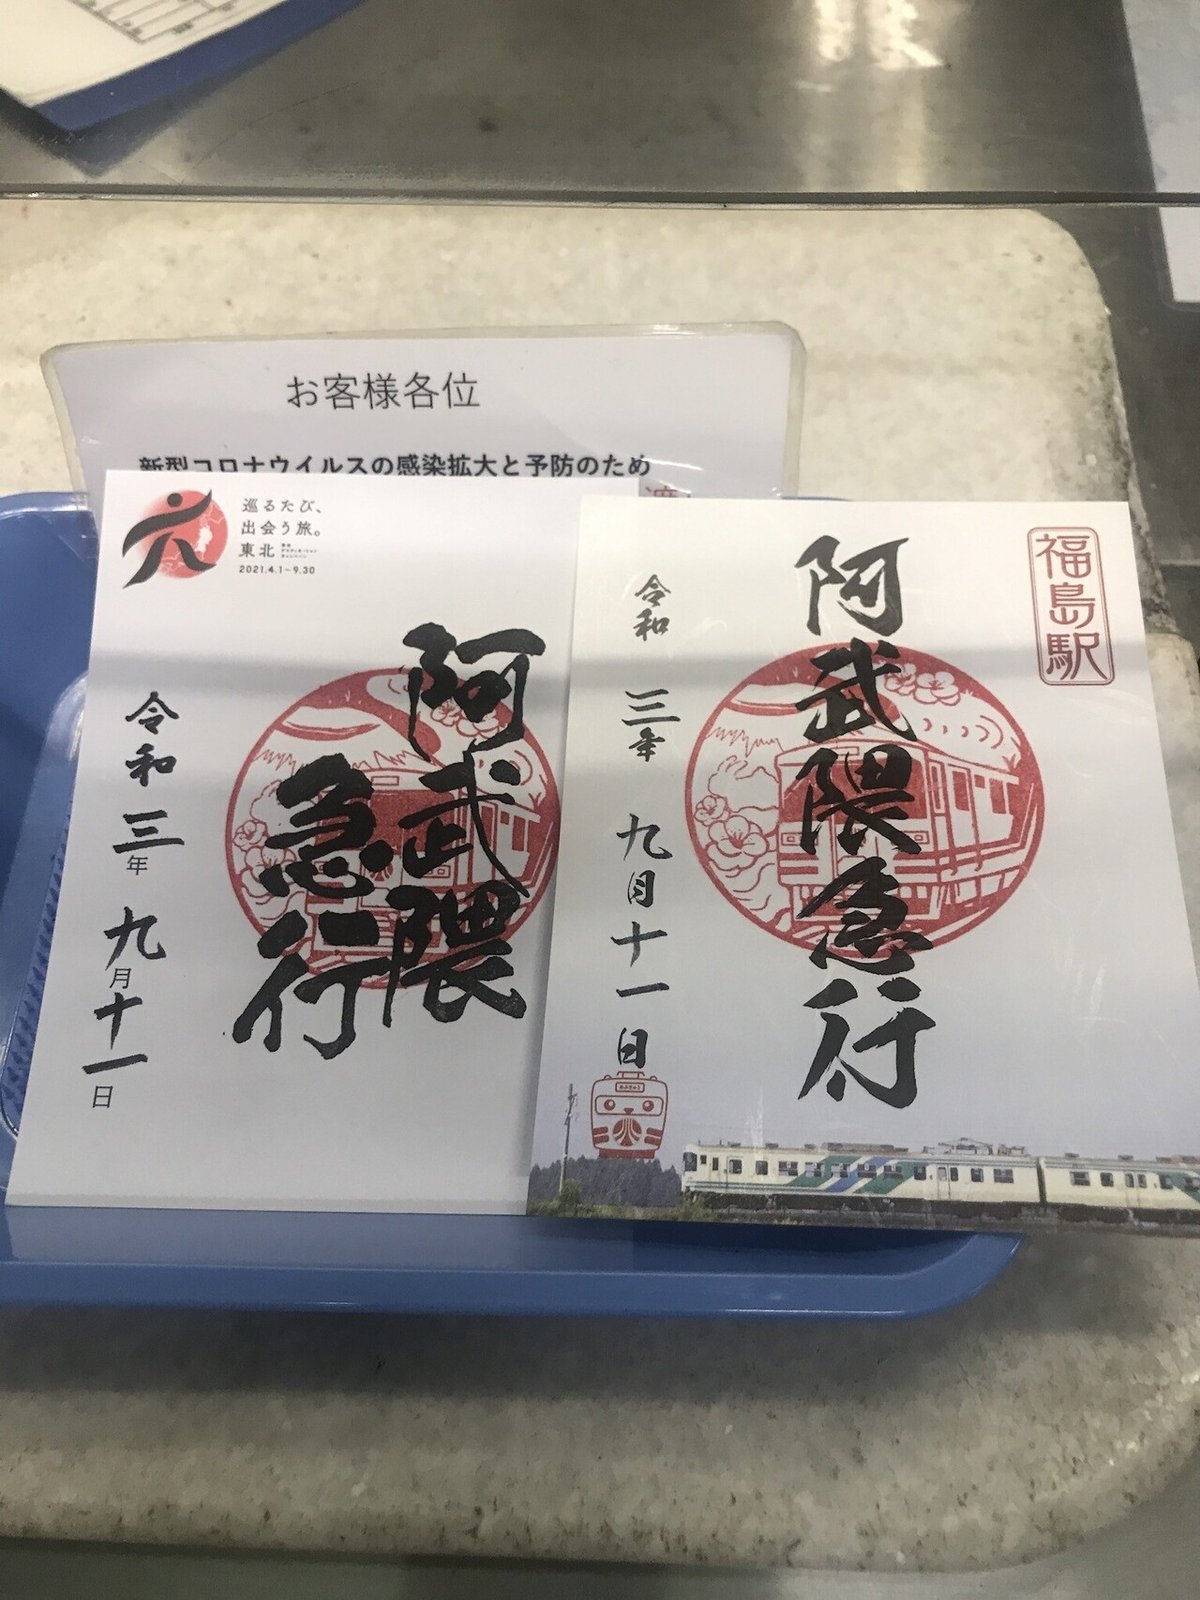 お客様各位
新型コロナウイルスの感染拡大と予防のため
巡るたび、
出会う旅。
東北
2021.4.1~9.30
阿武隈
急行
令和三年九月十一日
福島駅
阿武隈急行
令和三年九月十一日